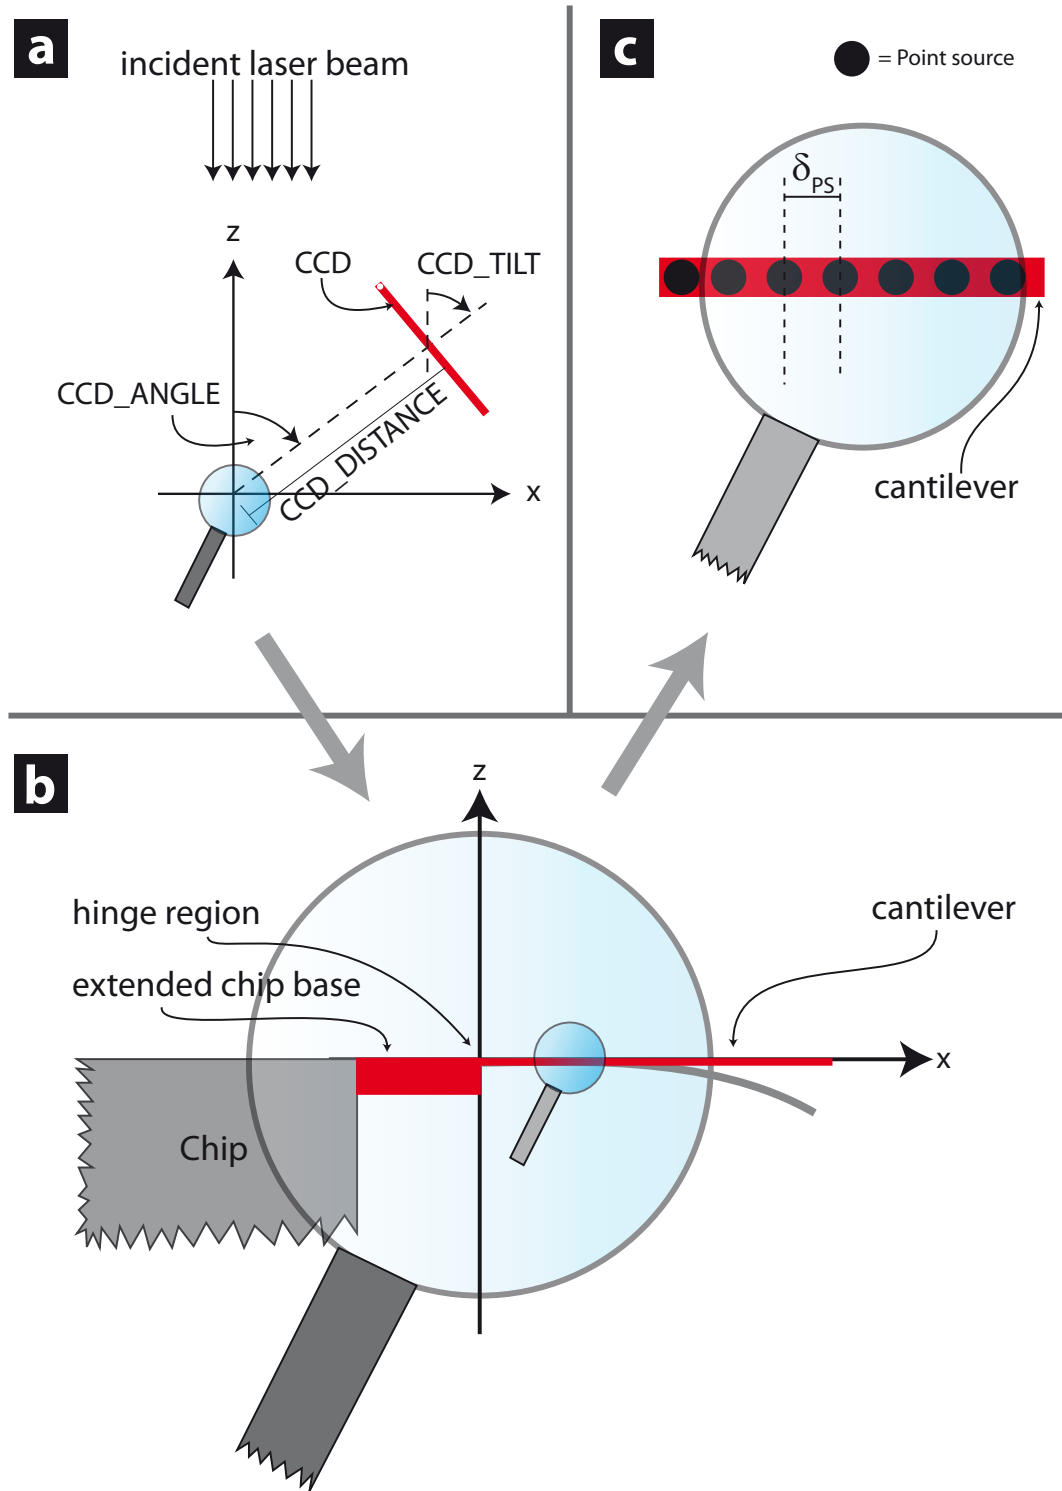 a
incident laser beam
z
CCD
CCD_TILT
CCD_ANGLE
CCD_DISTANCE
x
c
= Point source
δPS
cantilever
b
z
hinge region
cantilever
extended chip base
x
Chip